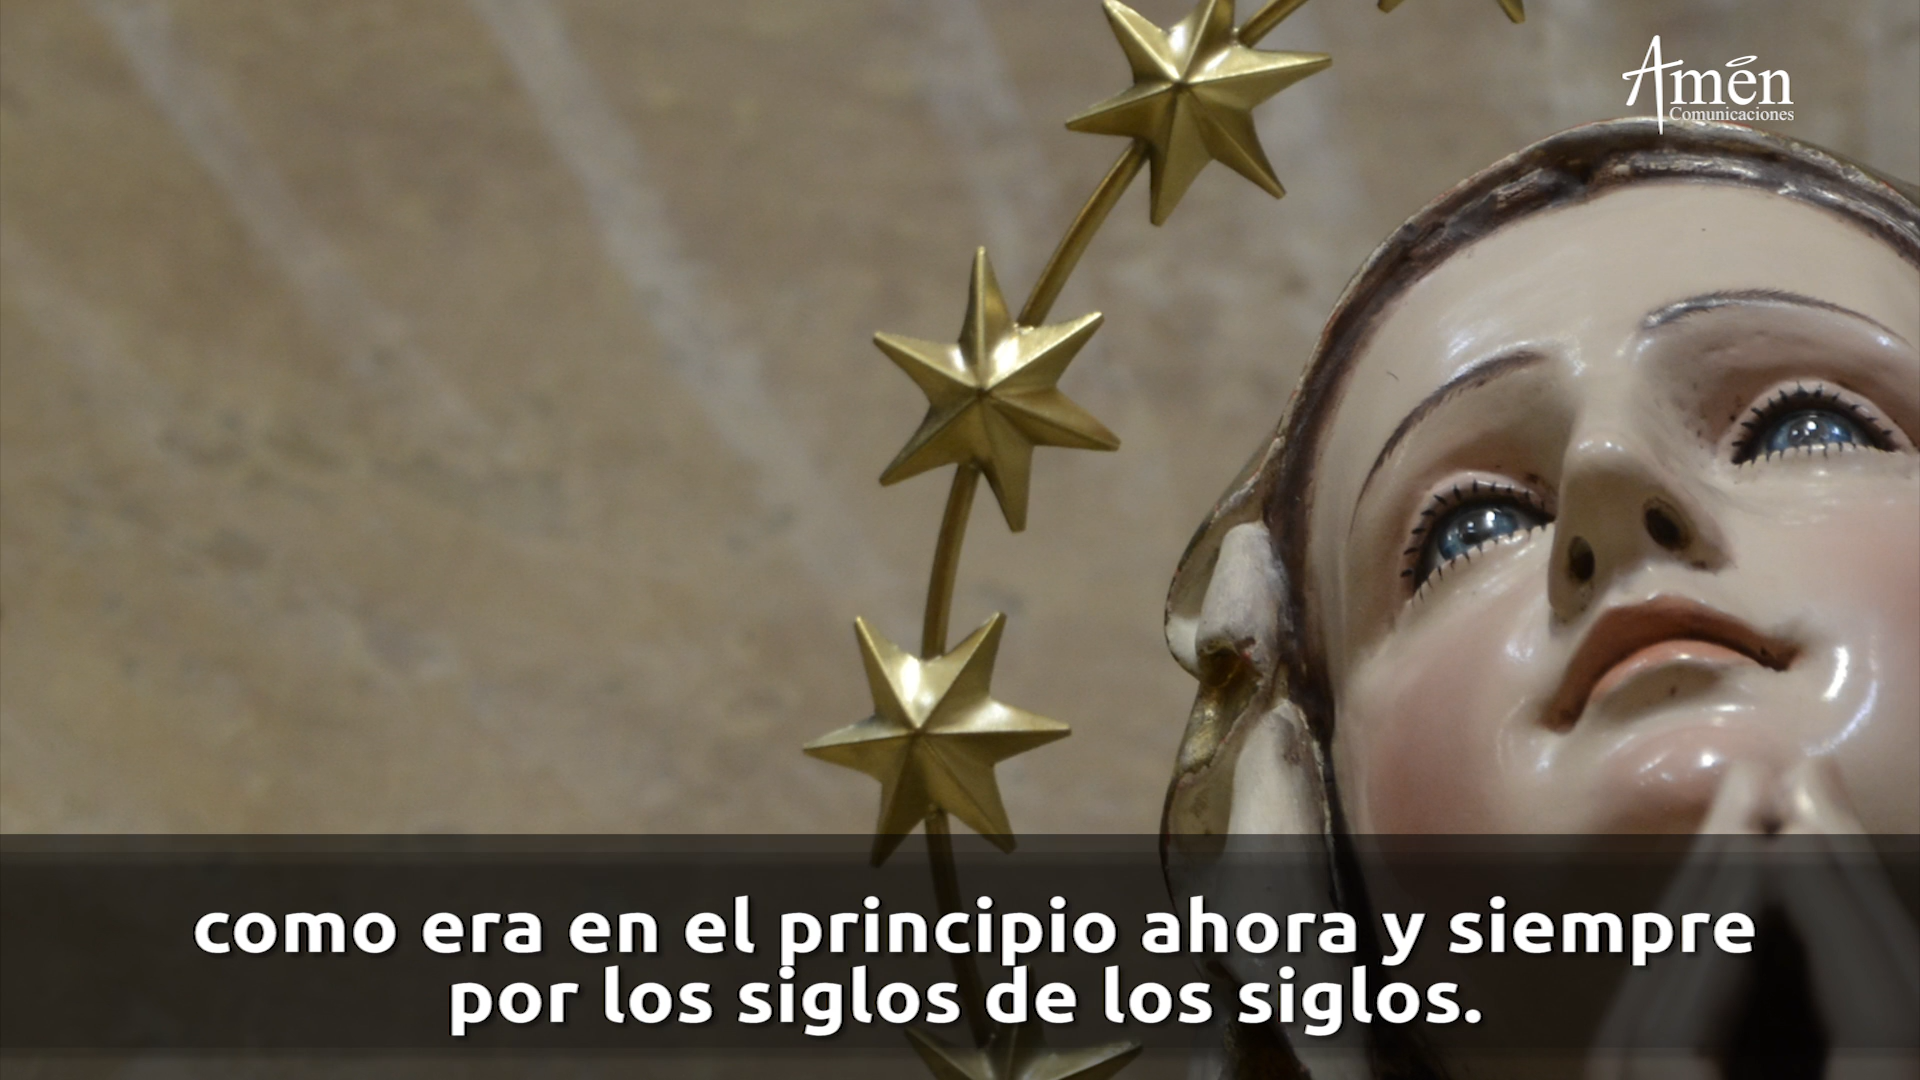 Amén
Comunicaciones
como era en el principio ahora y siempre
por los siglos de los siglos.